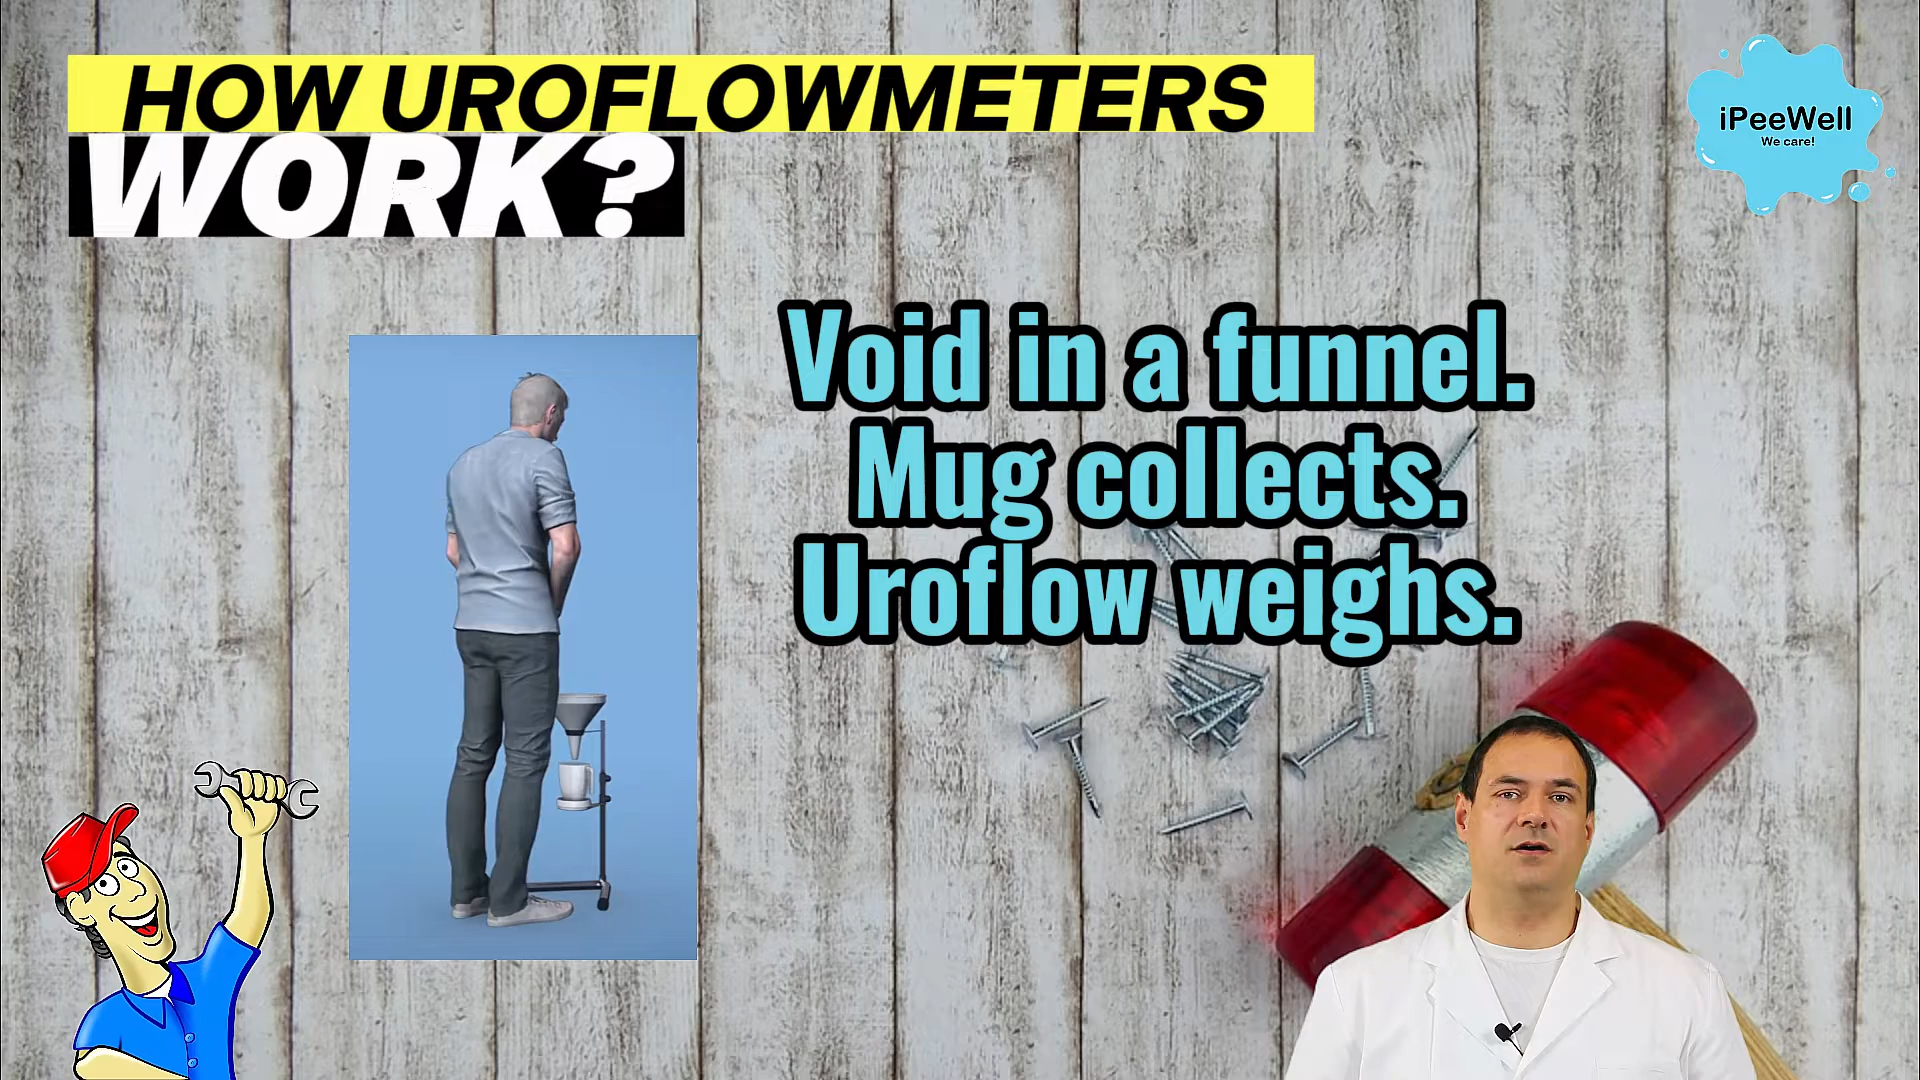 HOW UROFLOWMETERS
WORK?
iPeeWell
We care!
Void in a funnel.
Mug collects.
Uroflow weighs.